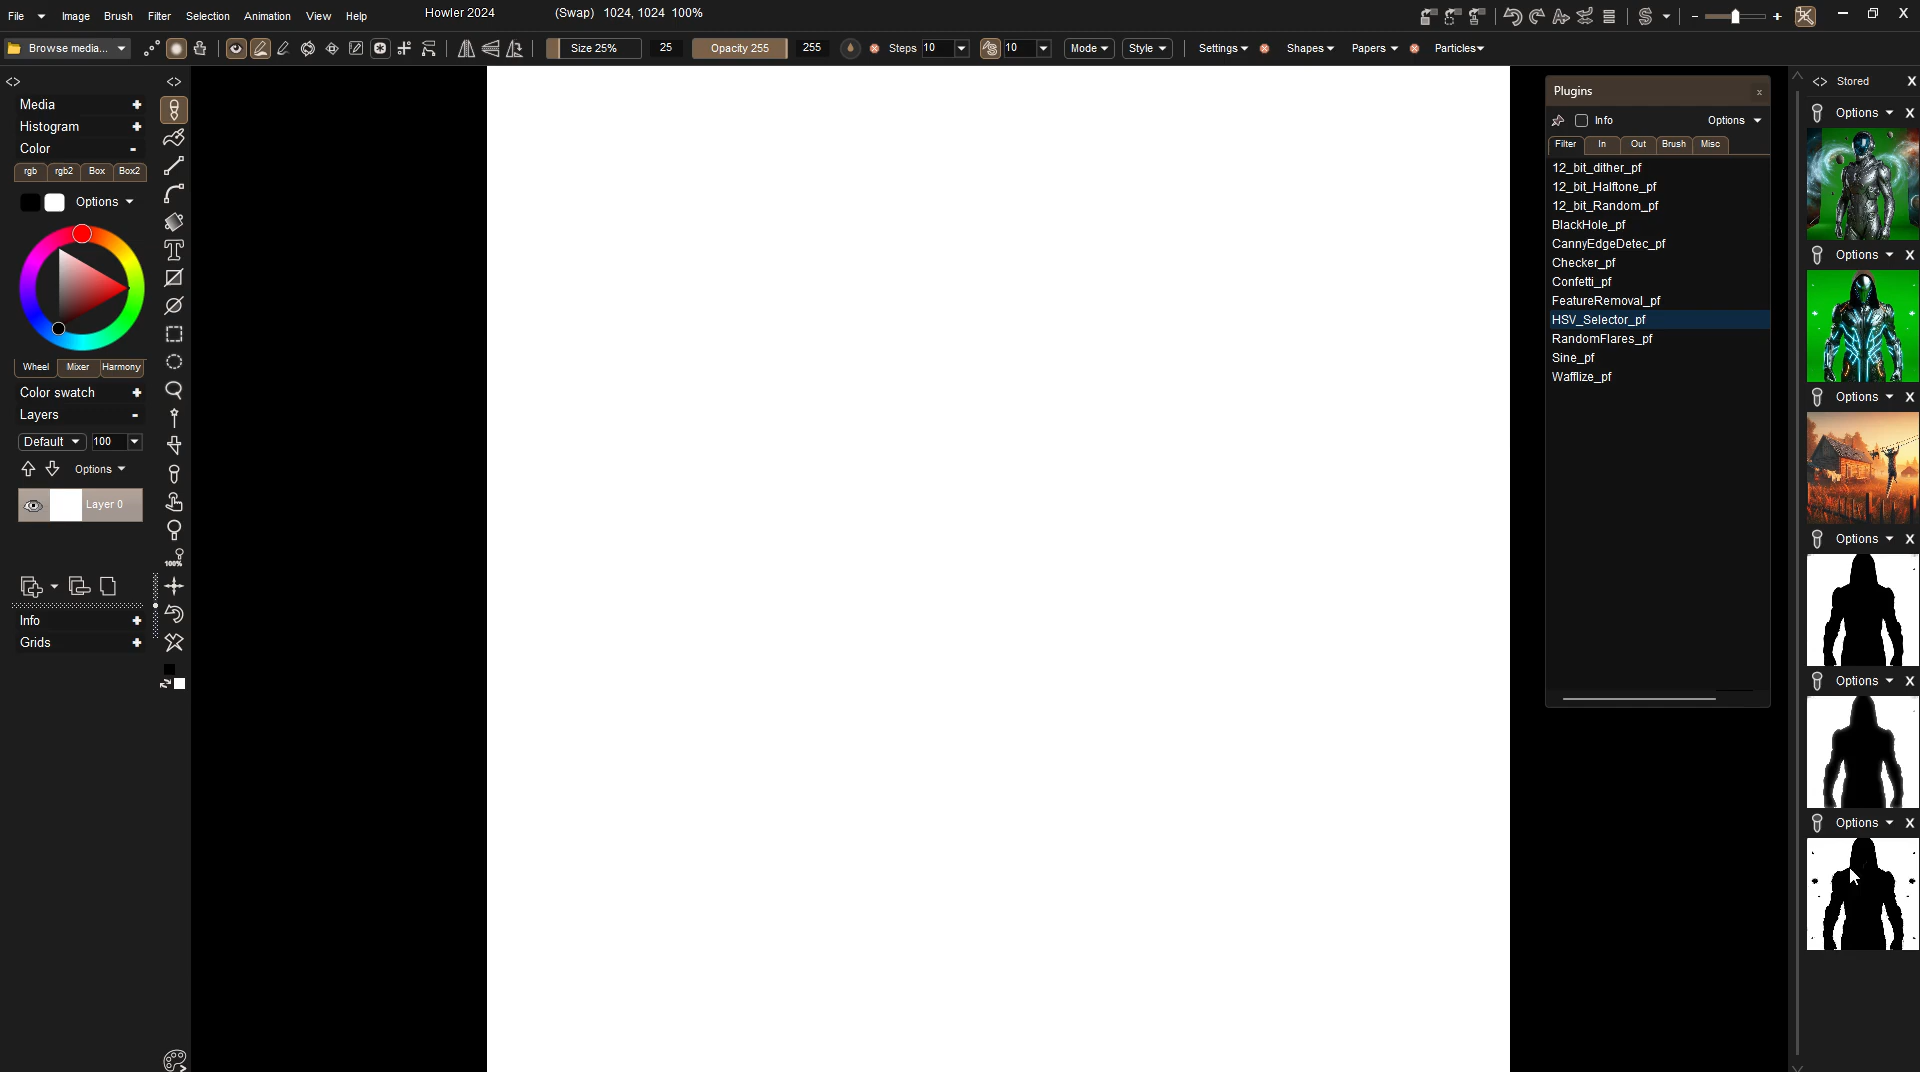 File Image Brush Filter Selection Animation View Help Howler 2024 (Swap) 1024, 1024 100%
Browse media... Size 25% 25 Opacity 255 255 Steps 10 10 Mode Style Settings Shapes Papers Particles
Media
Histogram
Color
rgb rgb2 Box Box2
Options
Wheel Mixer Harmony
Color swatch
Layers
Default 100
Options
Layer 0
Info
Grids
100%
Plugins x
Info Options
Filter In Out Brush Misc
12_bit_dither_pf
12_bit_Halftone_pf
12_bit_Random_pf
BlackHole_pf
CannyEdgeDetec_pf
Checker_pf
Confetti_pf
FeatureRemoval_pf
HSV_Selector_pf
RandomFlares_pf
Sine_pf
Wafflize_pf
Stored X
Options X
Options X
Options X
Options X
Options X
Options X